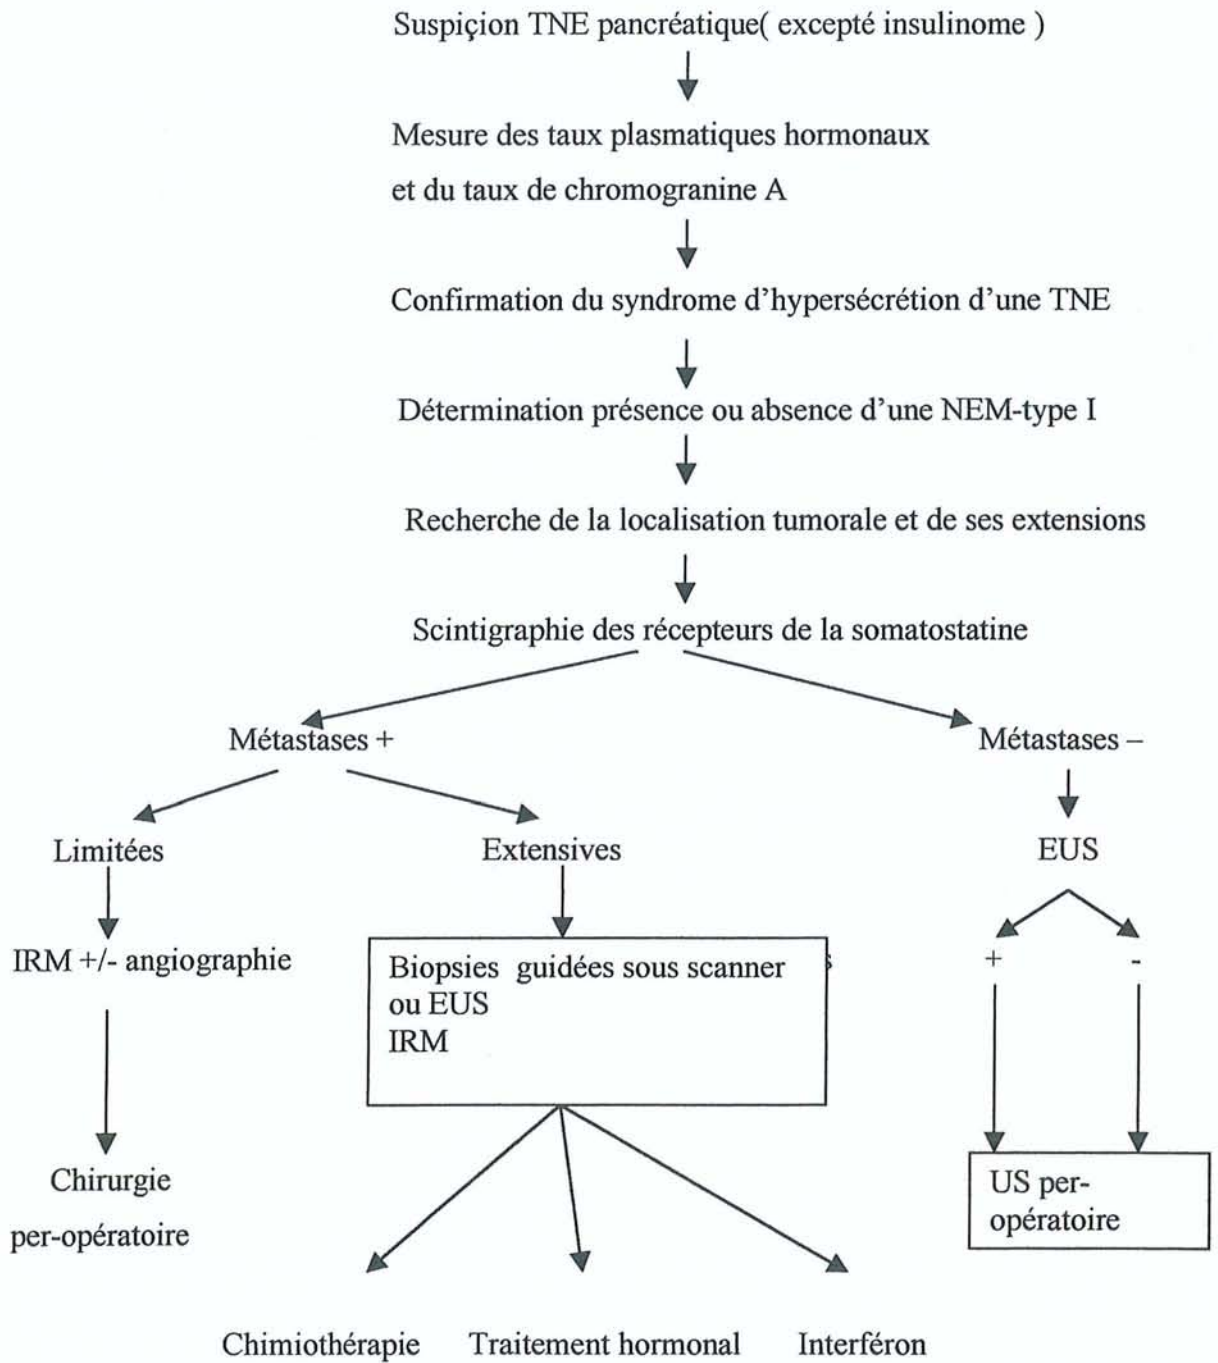 Suspiçion TNE pancréatique( excepté insulinome )
Mesure des taux plasmatiques hormonaux
et du taux de chromogranine A
Confirmation du syndrome d'hypersécrétion d'une TNE
Détermination présence ou absence d'une NEM-type I
Recherche de la localisation tumorale et de ses extensions
Scintigraphie des récepteurs de la somatostatine
Métastases +
Métastases –
Limitées
Extensives
EUS
IRM +/- angiographie
Biopsies guidées sous scanner
ou EUS
IRM
+
-
Chirurgie
per-opératoire
US per-
opératoire
Chimiothérapie
Traitement hormonal
Interféron